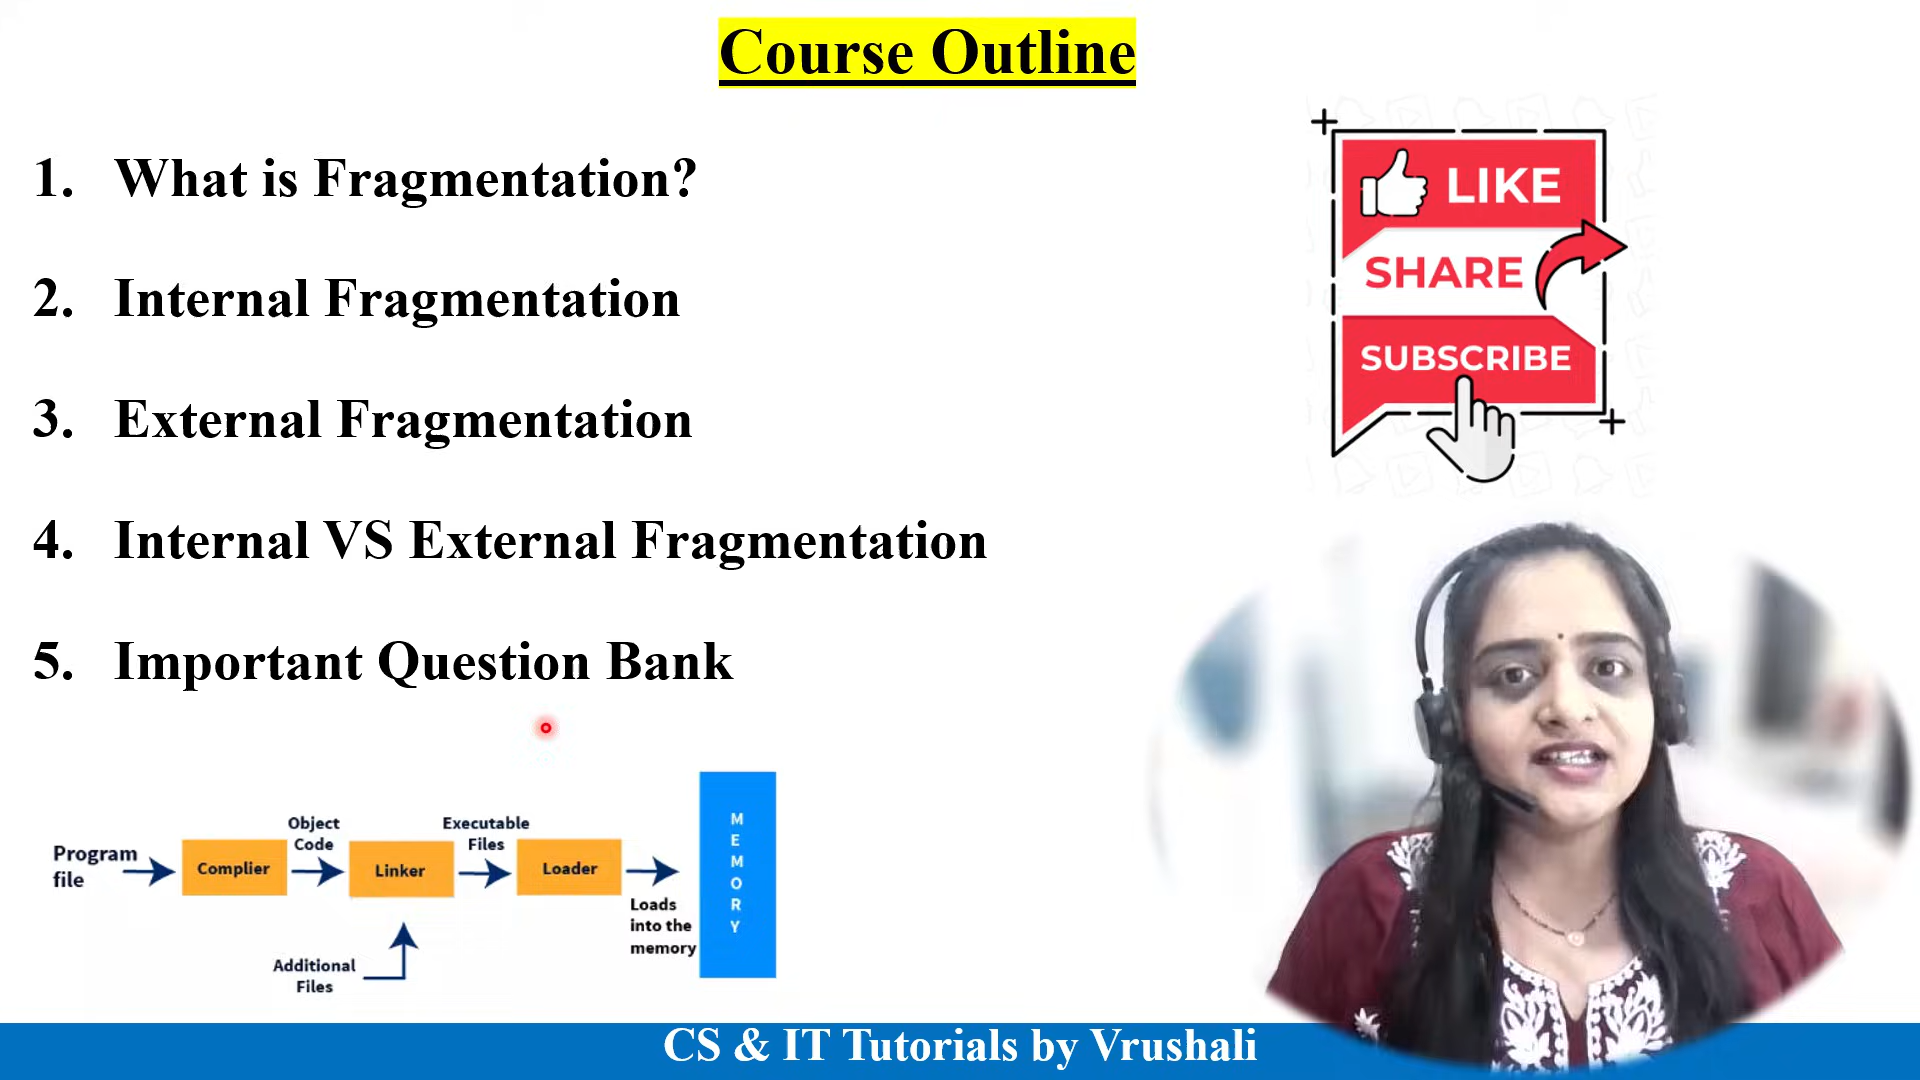 Course Outline
1. What is Fragmentation?
2. Internal Fragmentation
3. External Fragmentation
4. Internal VS External Fragmentation
5. Important Question Bank
LIKE
SHARE
SUBSCRIBE
Program
file
Complier
Object
Code
Linker
Executable
Files
Loader
Loads
into the
memory
MEMORY
Additional
Files
CS & IT Tutorials by Vrushali